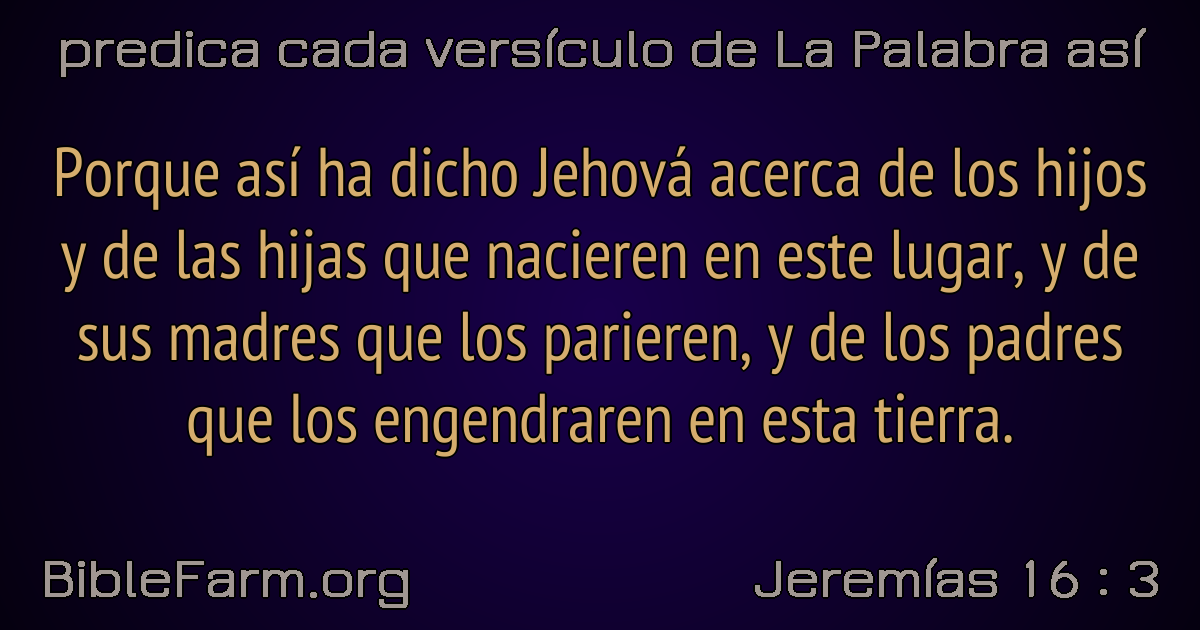 predica cada versículo de La Palabra así
Porque así ha dicho Jehová acerca de los hijos
y de las hijas que nacieren en este lugar, y de
sus madres que los parieren, y de los padres
que los engendraren en esta tierra.
BibleFarm.org
Jeremías 16 : 3